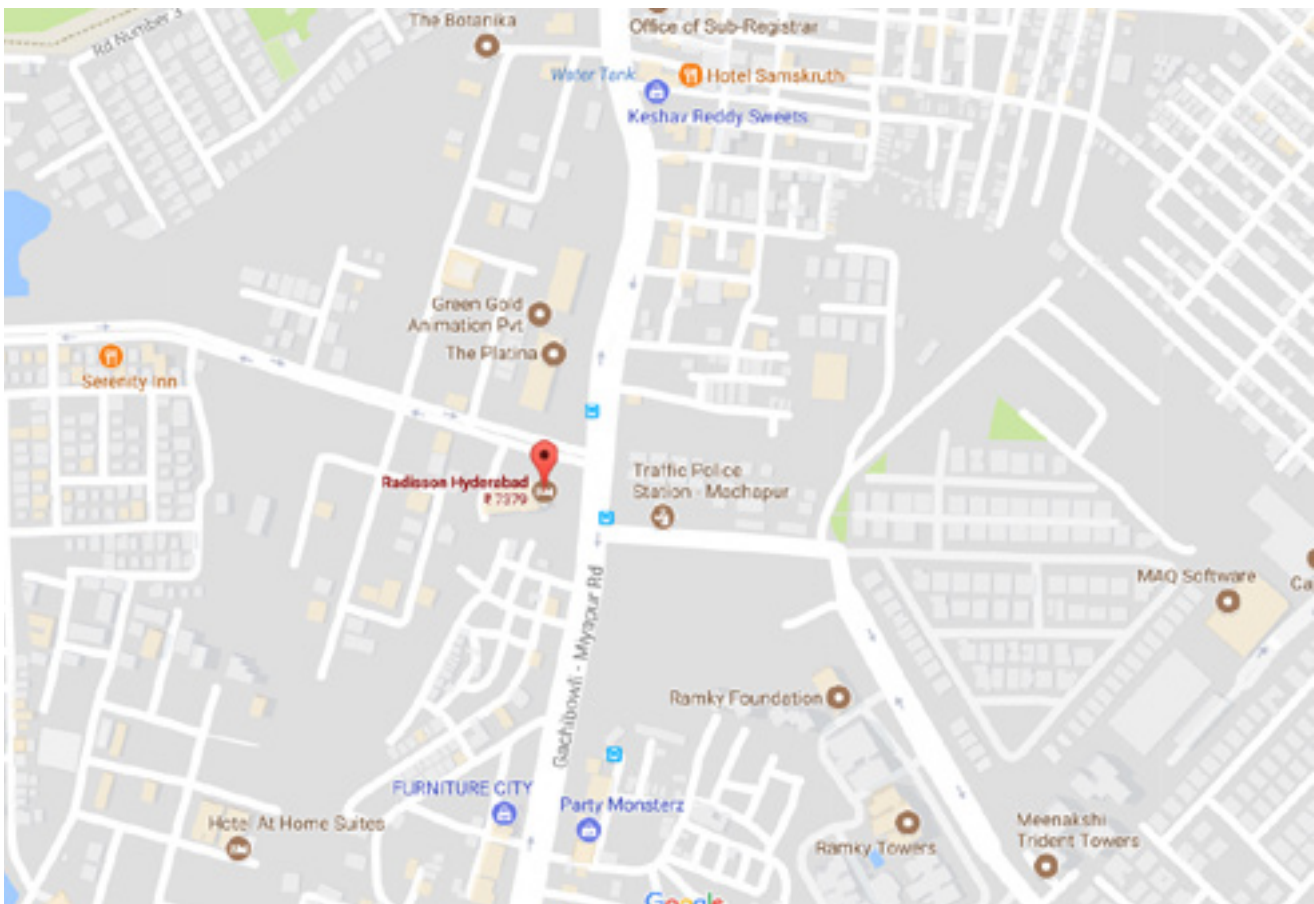 The Botanika
Office of Sub-Registrar
Rd Number 3
Water Tank
Hotel Samskruth
Keshav Reddy Sweets
Green Gold
Animation Pvt
The Platina
Serenity Inn
Radisson Hyderabad
₹ 7379
Traffic Police
Station - Madhapur
MAQ Software
Ca
Gachibowli - Miyapur Rd
Ramky Foundation
FURNITURE CITY
Party Monsterz
Hotel At Home Suites
Ramky Towers
Meenakshi
Trident Towers
Google